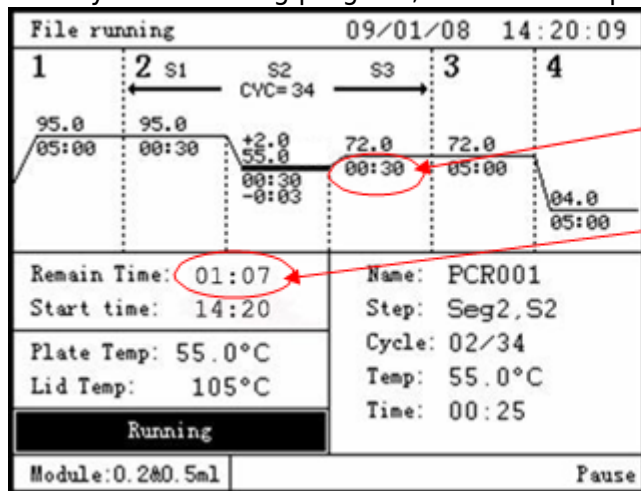 File running 09/01/08 14:20:09
1 2 S1 S2 S3 3 4
CYC=34
95.0 95.0 +2.0 72.0 72.0
05:00 00:30 55.0 00:30 05:00
00:30 04.0
-0:03 05:00
Remain Time: 01:07 Name: PCR001
Start time: 14:20 Step: Seg2,S2
Plate Temp: 55.0°C Cycle: 02/34
Lid Temp: 105°C Temp: 55.0°C
Running Time: 00:25
Module:0.2&0.5ml Pause